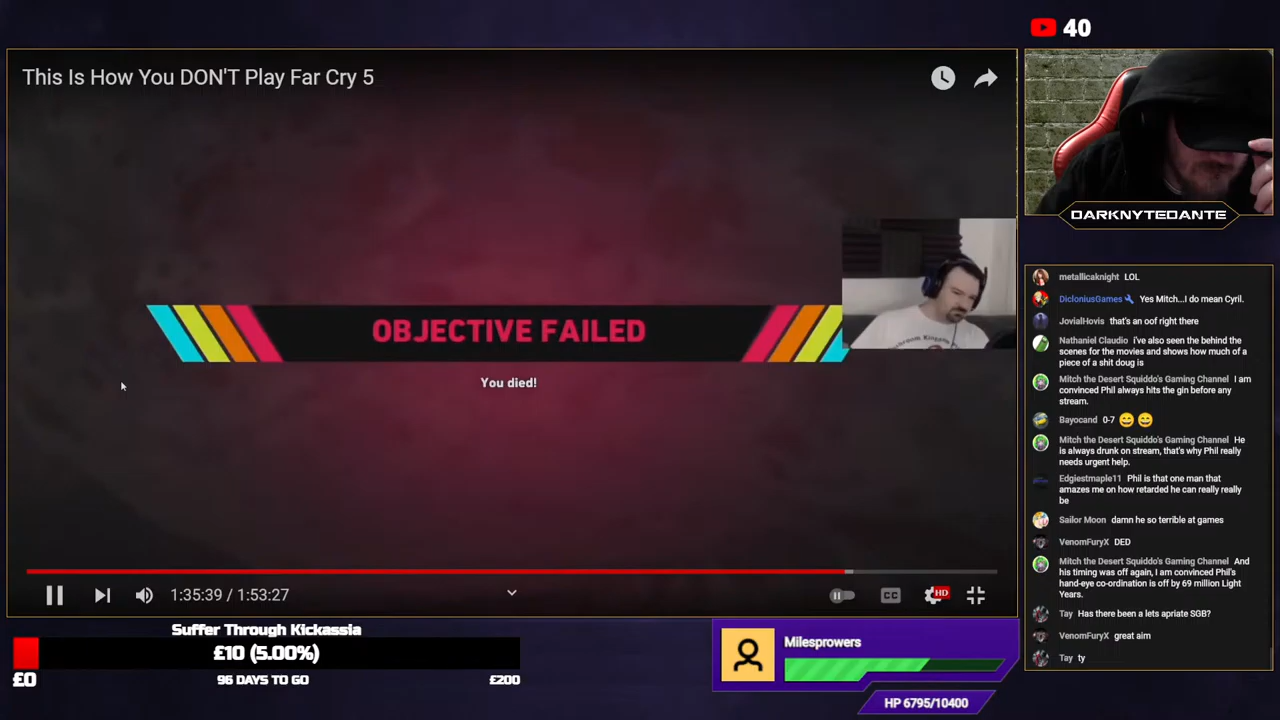 This Is How You DON'T Play Far Cry 5
OBJECTIVE FAILED
You died!
1:35:39 / 1:53:27
CC
HD
40
DARKNYTEDANTE
metallicaknight LOL
DicloniusGames Yes Mitch...I do mean Cyril.
JovialHovis that's an oof right there
Nathaniel Claudio i've also seen the behind the
scenes for the movies and shows how much of a
piece of a shit doug is
Mitch the Desert Squiddo's Gaming Channel I am
convinced Phil always hits the gin before any
stream.
Bayocand 0-7 😄 😄
Mitch the Desert Squiddo's Gaming Channel He
is always drunk on stream, that's why Phil really
needs urgent help.
Edgiestmaple11 Phil is that one man that
amazes me on how retarded he can really really
be
Sailor Moon damn he so terrible at games
VenomFuryX DED
Mitch the Desert Squiddo's Gaming Channel And
his timing was off again, I am convinced Phil's
hand-eye co-ordination is off by 69 million Light
Years.
Tay Has there been a lets apriate SGB?
VenomFuryX great aim
Tay ty
Suffer Through Kickassia
£10 (5.00%)
£0
96 DAYS TO GO
£200
Milesprowers
HP 6795/10400